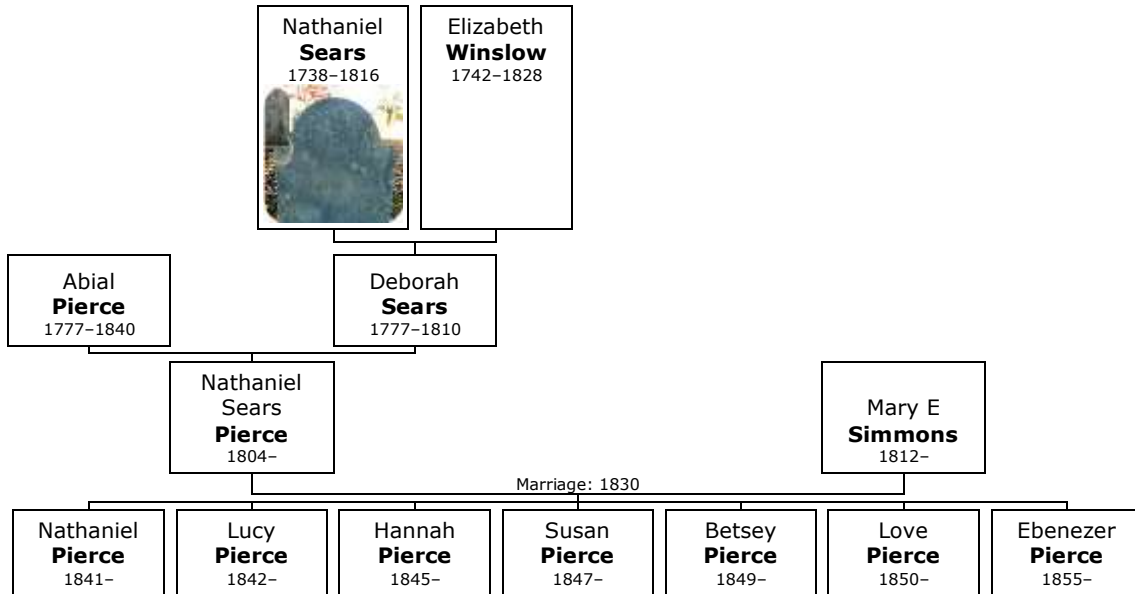 Nathaniel
Sears
1738–1816
Elizabeth
Winslow
1742–1828
Abial
Pierce
1777–1840
Deborah
Sears
1777–1810
Nathaniel
Sears
Pierce
1804–
Mary E
Simmons
1812–
Marriage: 1830
Nathaniel
Pierce
1841–
Lucy
Pierce
1842–
Hannah
Pierce
1845–
Susan
Pierce
1847–
Betsey
Pierce
1849–
Love
Pierce
1850–
Ebenezer
Pierce
1855–